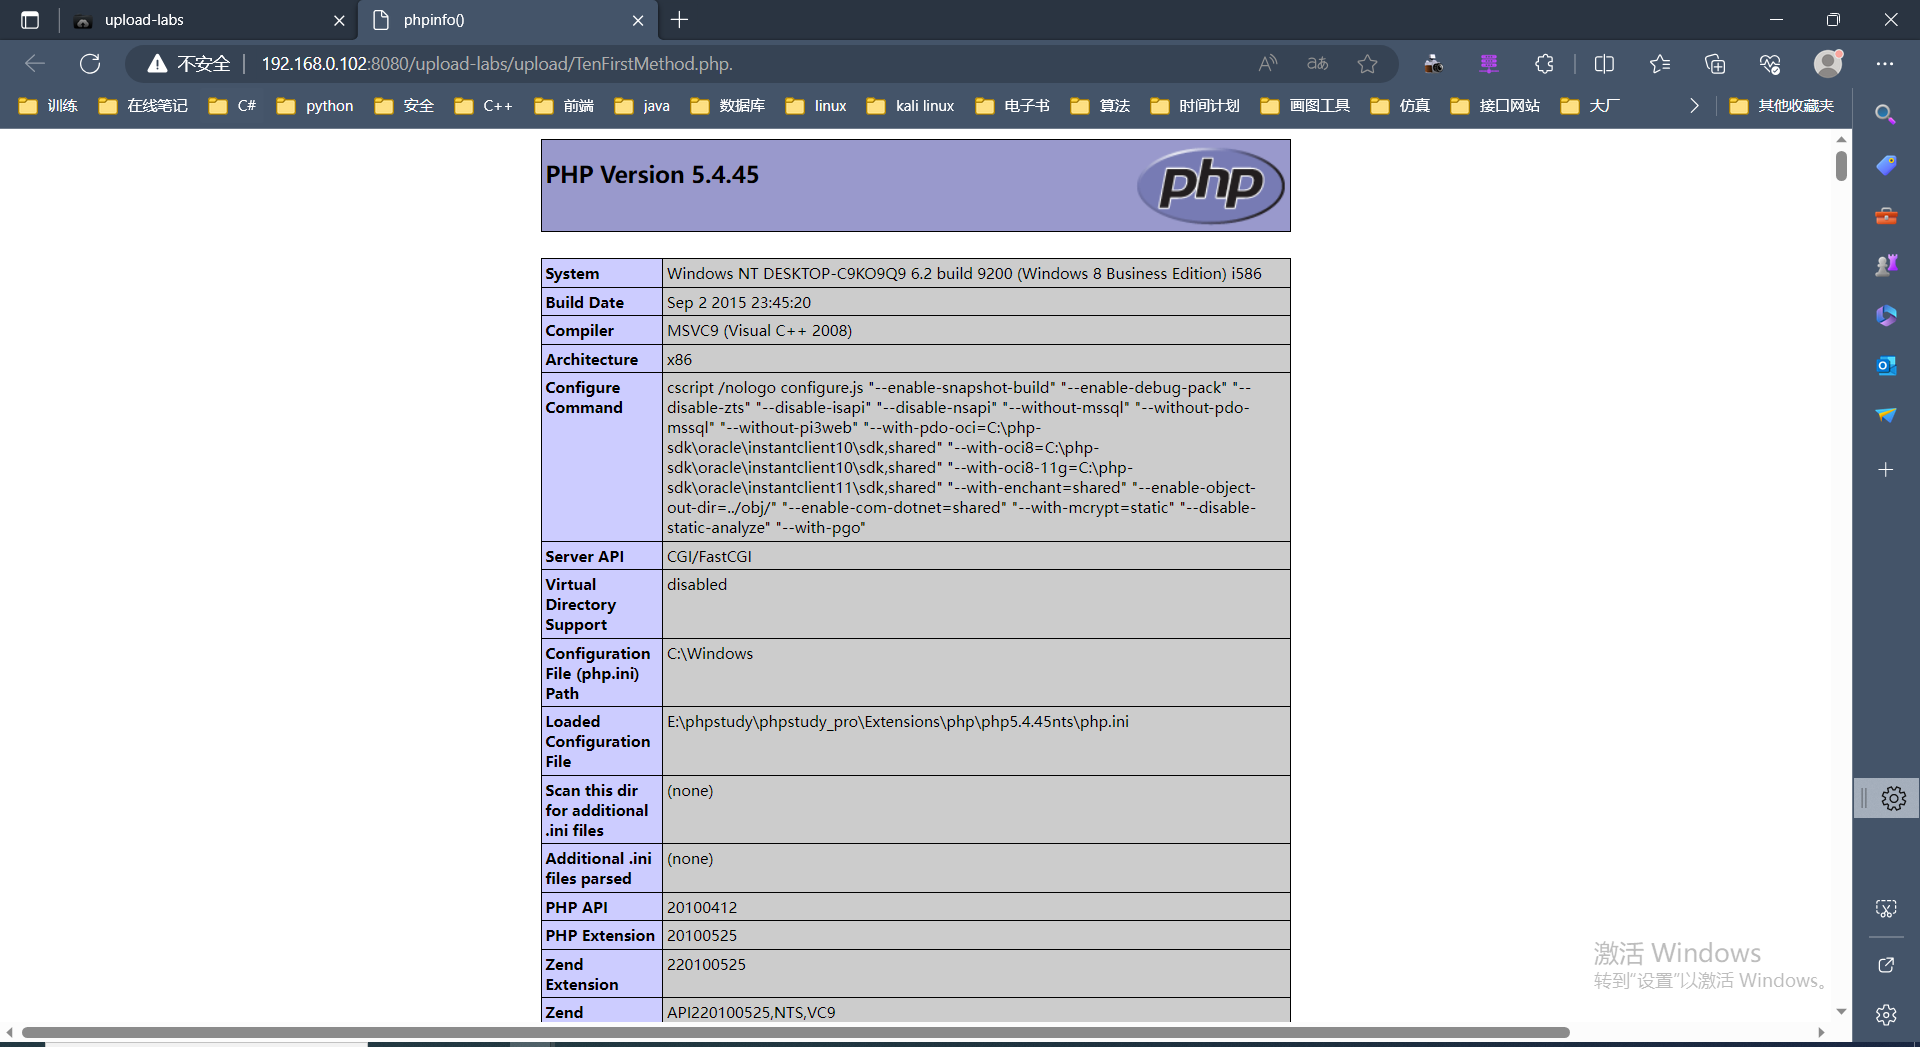 upload-labs
phpinfo()
不安全
192.168.0.102:8080/upload-labs/upload/TenFirstMethod.php.
训练
在线笔记
C#
python
安全
C++
前端
java
数据库
linux
kali linux
电子书
算法
时间计划
画图工具
仿真
接口网站
大厂
其他收藏夹
PHP Version 5.4.45
php
System
Windows NT DESKTOP-C9KO9Q9 6.2 build 9200 (Windows 8 Business Edition) i586
Build Date
Sep 2 2015 23:45:20
Compiler
MSVC9 (Visual C++ 2008)
Architecture
x86
Configure
Command
cscript /nologo configure.js "--enable-snapshot-build" "--enable-debug-pack" "--
disable-zts" "--disable-isapi" "--disable-nsapi" "--without-mssql" "--without-pdo-
mssql" "--without-pi3web" "--with-pdo-oci=C:\php-
sdk\oracle\instantclient10\sdk,shared" "--with-oci8=C:\php-
sdk\oracle\instantclient10\sdk,shared" "--with-oci8-11g=C:\php-
sdk\oracle\instantclient11\sdk,shared" "--with-enchant=shared" "--enable-object-
out-dir=../obj/" "--enable-com-dotnet=shared" "--with-mcrypt=static" "--disable-
static-analyze" "--with-pgo"
Server API
CGI/FastCGI
Virtual
Directory
Support
disabled
Configuration
File (php.ini)
Path
C:\Windows
Loaded
Configuration
File
E:\phpstudy\phpstudy_pro\Extensions\php\php5.4.45nts\php.ini
Scan this dir
for additional
.ini files
(none)
Additional .ini
files parsed
(none)
PHP API
20100412
PHP Extension
20100525
Zend
Extension
220100525
Zend
API220100525,NTS,VC9
激活 Windows
转到"设置"以激活 Windows。